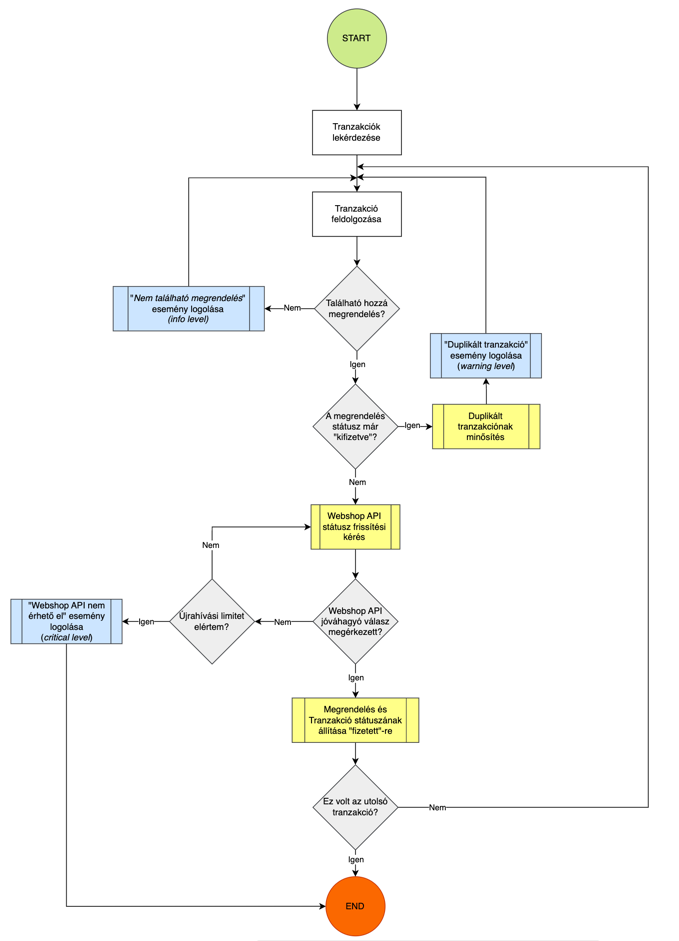 START
Tranzakciók
lekérdezése
Tranzakció
feldolgozása
Található hozzá
megrendelés?
Nem
"Nem található megrendelés"
esemény logolása
(info level)
Igen
"Duplikált tranzakció"
esemény logolása
(warning level)
A megrendelés
státusz már
"kifizetve"?
Igen
Duplikált
tranzakciónak
minősítés
Nem
Webshop API
státusz frissítési
kérés
Nem
Webshop API
jóváhagyó válasz
megérkezett?
Nem
Újrahívási limitet
elértem?
Igen
"Webshop API nem
érhető el" esemény
logolása
(critical level)
Igen
Megrendelés és
Tranzakció státuszának
állítása "fizetett"-re
Ez volt az utolsó
tranzakció?
Nem
Igen
END